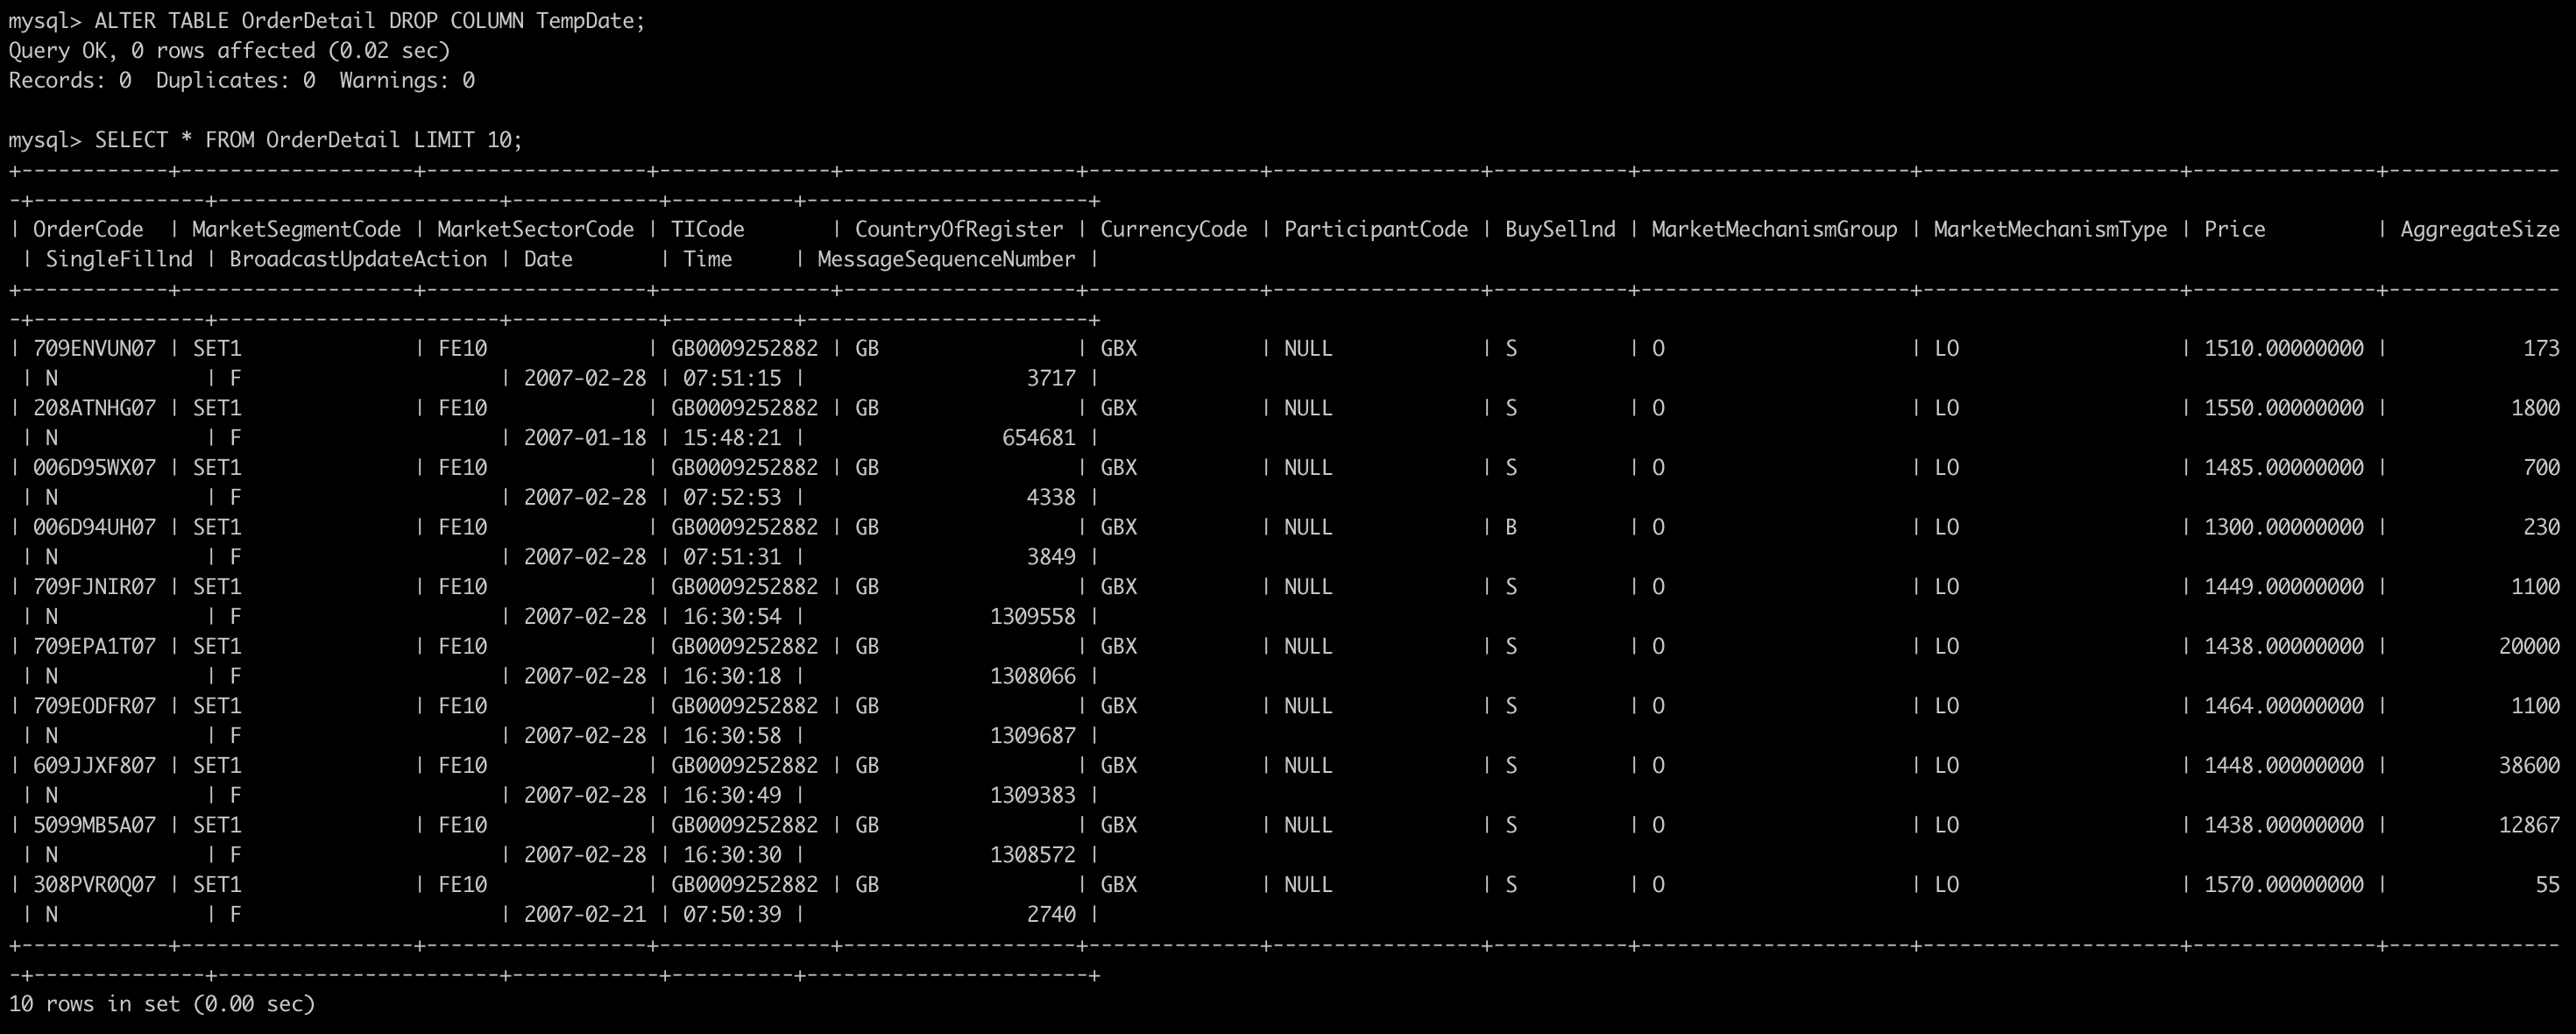 mysql> ALTER TABLE OrderDetail DROP COLUMN TempDate;
Query OK, 0 rows affected (0.02 sec)
Records: 0  Duplicates: 0  Warnings: 0

mysql> SELECT * FROM OrderDetail LIMIT 10;
+------------+-------------------+------------------+--------------+-------------------+--------------+-----------------+-----------+----------------------+---------------------+---------------+--------------
-+--------------+-----------------------+------------+----------+-----------------------+
| OrderCode  | MarketSegmentCode | MarketSectorCode | TICode       | CountryOfRegister | CurrencyCode | ParticipantCode | BuySellnd | MarketMechanismGroup | MarketMechanismType | Price         | AggregateSize
 | SingleFillnd | BroadcastUpdateAction | Date       | Time     | MessageSequenceNumber |
+------------+-------------------+------------------+--------------+-------------------+--------------+-----------------+-----------+----------------------+---------------------+---------------+--------------
-+--------------+-----------------------+------------+----------+-----------------------+
| 709ENVUN07 | SET1              | FE10             | GB0009252882 | GB                | GBX          | NULL            | S         | O                    | LO                  | 1510.00000000 |           173
 | N            | F                     | 2007-02-28 | 07:51:15 |                  3717 |
| 208ATNHG07 | SET1              | FE10             | GB0009252882 | GB                | GBX          | NULL            | S         | O                    | LO                  | 1550.00000000 |          1800
 | N            | F                     | 2007-01-18 | 15:48:21 |                654681 |
| 006D95WX07 | SET1              | FE10             | GB0009252882 | GB                | GBX          | NULL            | S         | O                    | LO                  | 1485.00000000 |           700
 | N            | F                     | 2007-02-28 | 07:52:53 |                  4338 |
| 006D94UH07 | SET1              | FE10             | GB0009252882 | GB                | GBX          | NULL            | B         | O                    | LO                  | 1300.00000000 |           230
 | N            | F                     | 2007-02-28 | 07:51:31 |                  3849 |
| 709FJNIR07 | SET1              | FE10             | GB0009252882 | GB                | GBX          | NULL            | S         | O                    | LO                  | 1449.00000000 |          1100
 | N            | F                     | 2007-02-28 | 16:30:54 |               1309558 |
| 709EPA1T07 | SET1              | FE10             | GB0009252882 | GB                | GBX          | NULL            | S         | O                    | LO                  | 1438.00000000 |         20000
 | N            | F                     | 2007-02-28 | 16:30:18 |               1308066 |
| 709EODFR07 | SET1              | FE10             | GB0009252882 | GB                | GBX          | NULL            | S         | O                    | LO                  | 1464.00000000 |          1100
 | N            | F                     | 2007-02-28 | 16:30:58 |               1309687 |
| 609JJXF807 | SET1              | FE10             | GB0009252882 | GB                | GBX          | NULL            | S         | O                    | LO                  | 1448.00000000 |         38600
 | N            | F                     | 2007-02-28 | 16:30:49 |               1309383 |
| 5099MB5A07 | SET1              | FE10             | GB0009252882 | GB                | GBX          | NULL            | S         | O                    | LO                  | 1438.00000000 |         12867
 | N            | F                     | 2007-02-28 | 16:30:30 |               1308572 |
| 308PVR0Q07 | SET1              | FE10             | GB0009252882 | GB                | GBX          | NULL            | S         | O                    | LO                  | 1570.00000000 |            55
 | N            | F                     | 2007-02-21 | 07:50:39 |                  2740 |
+------------+-------------------+------------------+--------------+-------------------+--------------+-----------------+-----------+----------------------+---------------------+---------------+--------------
-+--------------+-----------------------+------------+----------+-----------------------+
10 rows in set (0.00 sec)